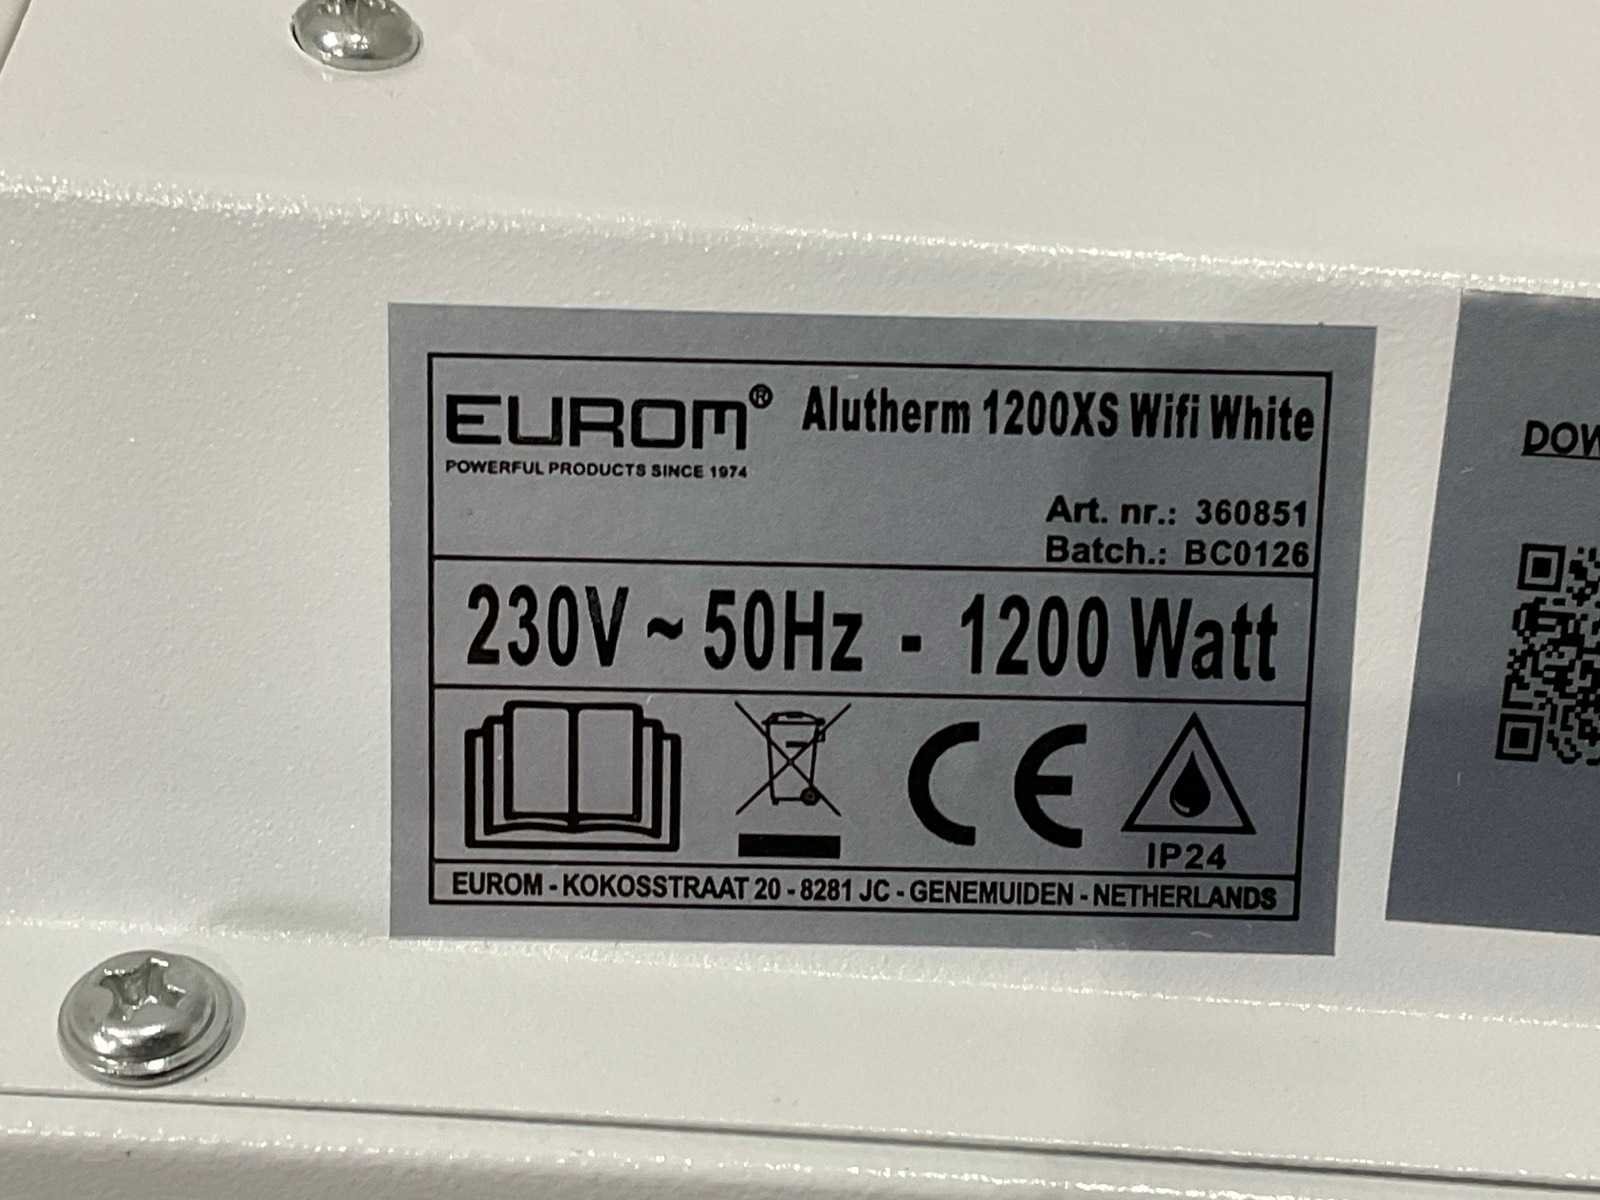 EUROM® Alutherm 1200XS Wifi White
POWERFUL PRODUCTS SINCE 1974
Art. nr.: 360851
Batch.: BC0126
230V ~ 50Hz - 1200 Watt
CE
IP24
EUROM - KOKOSSTRAAT 20 - 8281 JC - GENEMUIDEN - NETHERLANDS